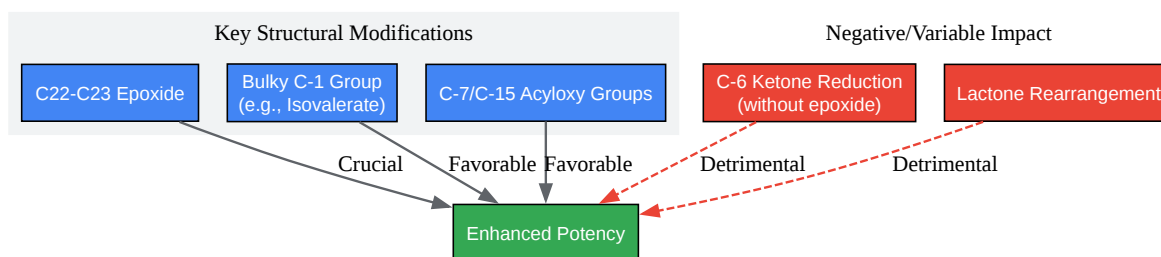 Key Structural Modifications
Negative/Variable Impact
C22-C23 Epoxide
Bulky C-1 Group
(e.g., Isovalerate)
C-7/C-15 Acyloxy Groups
C-6 Ketone Reduction
(without epoxide)
Lactone Rearrangement
Crucial
Favorable
Favorable
Detrimental
Detrimental
Enhanced Potency